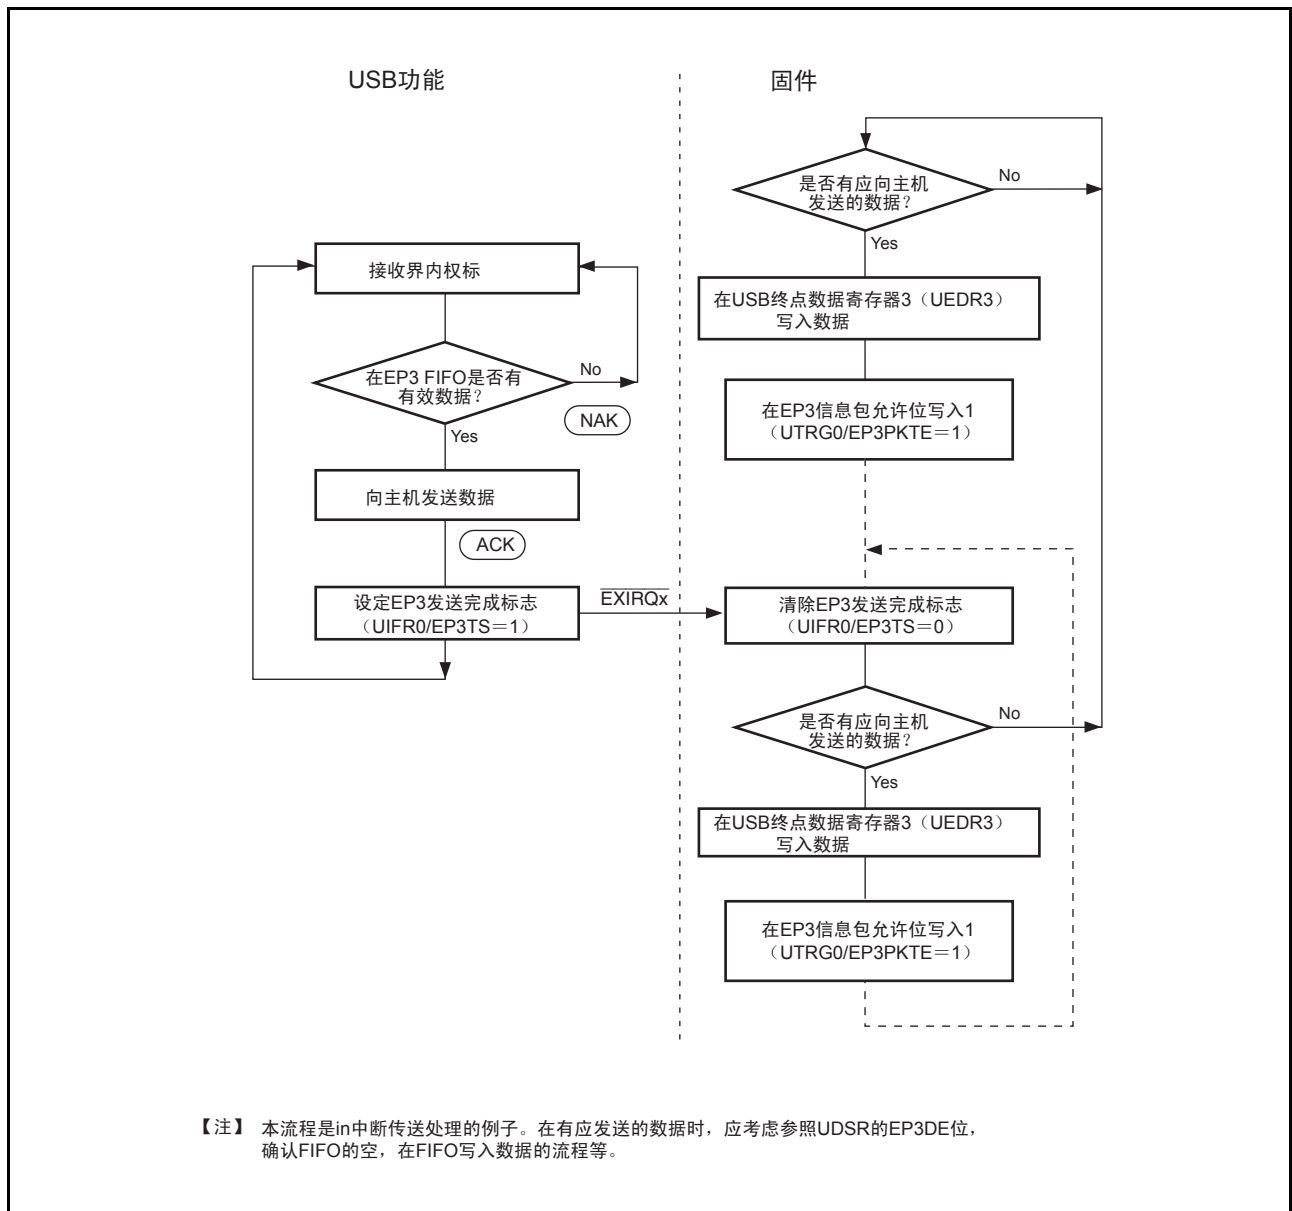 USB功能
固件
接收界内权标
在EP3 FIFO是否有
有效数据？
No
NAK
Yes
向主机发送数据
ACK
设定EP3发送完成标志
（UIFR0/EP3TS＝1）
EXIRQx
是否有应向主机
发送的数据？
No
Yes
在USB终点数据寄存器3（UEDR3）
写入数据
在EP3信息包允许位写入1
（UTRG0/EP3PKTE＝1）
清除EP3发送完成标志
（UIFR0/EP3TS＝0）
是否有应向主机
发送的数据？
No
Yes
在USB终点数据寄存器3（UEDR3）
写入数据
在EP3信息包允许位写入1
（UTRG0/EP3PKTE＝1）
【注】 本流程是in中断传送处理的例子。在有应发送的数据时，应考虑参照UDSR的EP3DE位，
确认FIFO的空，在FIFO写入数据的流程等。